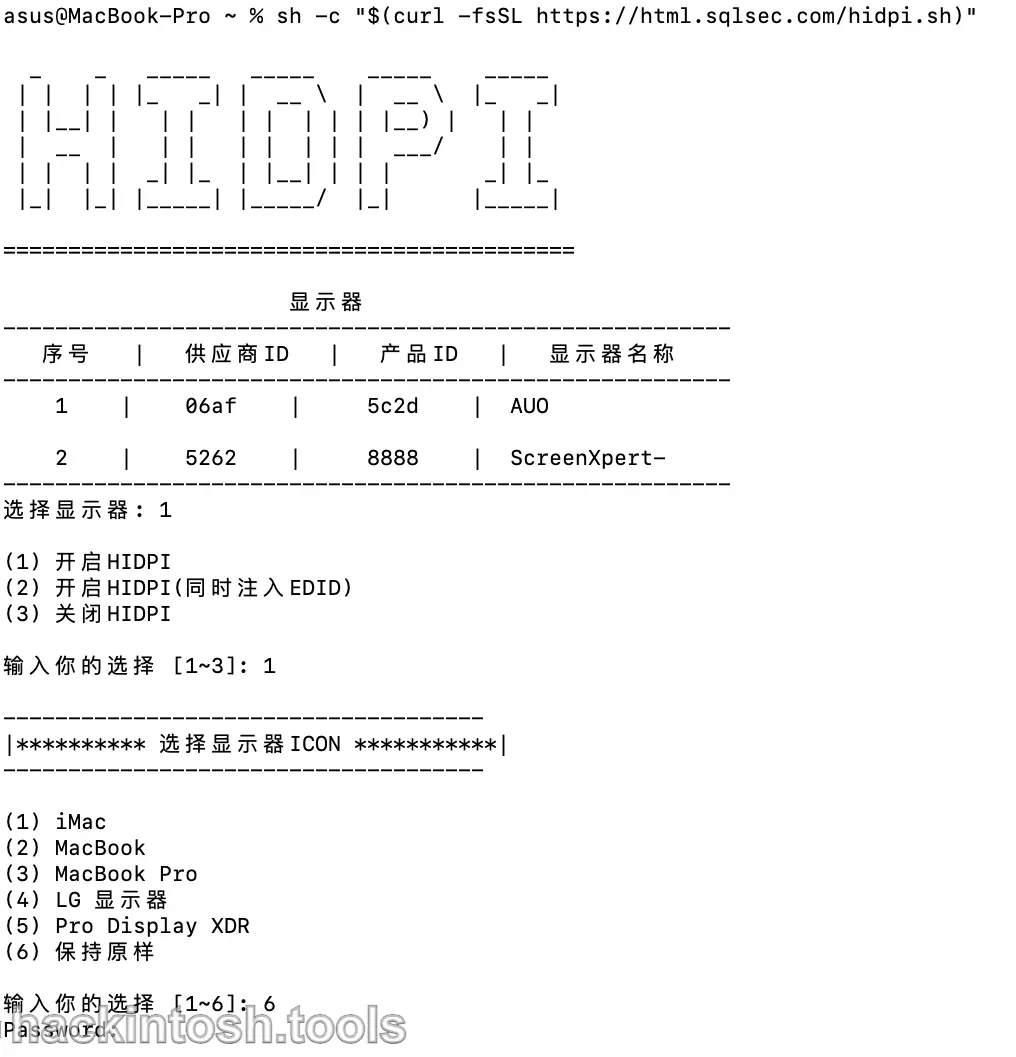 asus@MacBook-Pro ~ % sh -c "$(curl -fsSL https://html.sqlsec.com/hidpi.sh)"
HIDPI
============================================
显示器
--------------------------------------------------------
序号 | 供应商ID | 产品ID | 显示器名称
--------------------------------------------------------
1 | 06af | 5c2d | AUO
2 | 5262 | 8888 | ScreenXpert-
--------------------------------------------------------
选择显示器: 1
(1) 开启HIDPI
(2) 开启HIDPI(同时注入EDID)
(3) 关闭HIDPI
输入你的选择 [1~3]: 1
-------------------------------------
|********** 选择显示器ICON ***********|
-------------------------------------
(1) iMac
(2) MacBook
(3) MacBook Pro
(4) LG 显示器
(5) Pro Display XDR
(6) 保持原样
输入你的选择 [1~6]: 6
Password:
hackintosh.tools